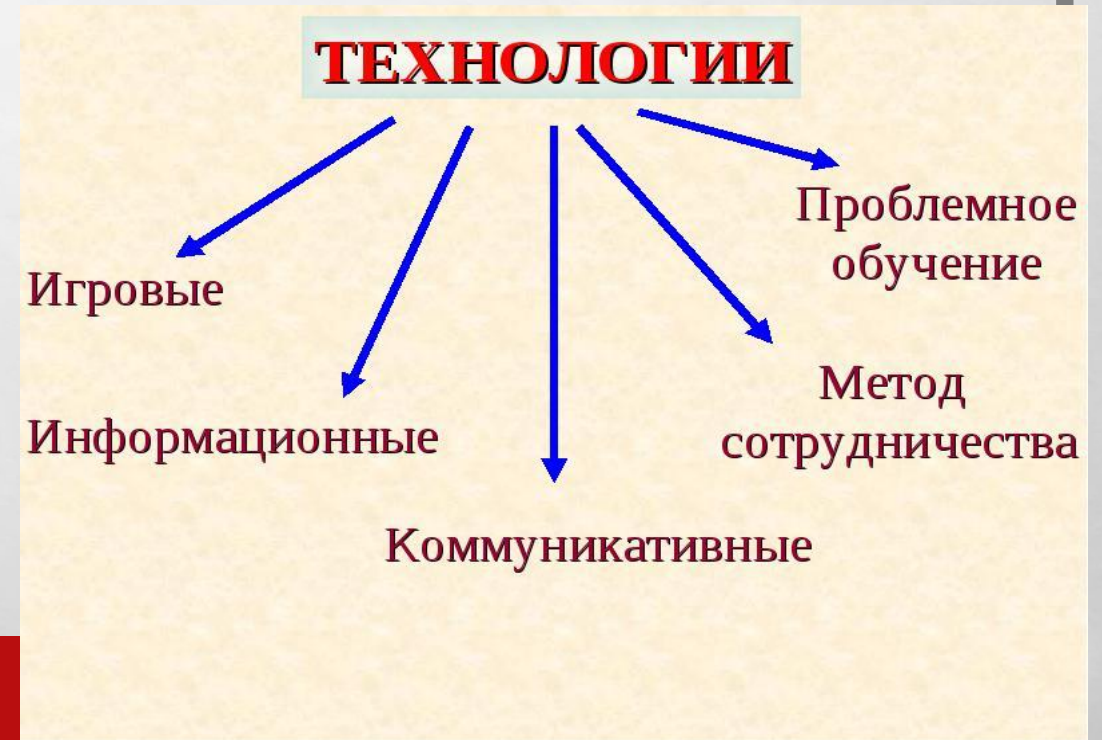 ТЕХНОЛОГИИ
Проблемное
обучение
Игровые
Метод
сотрудничества
Информационные
Коммуникативные